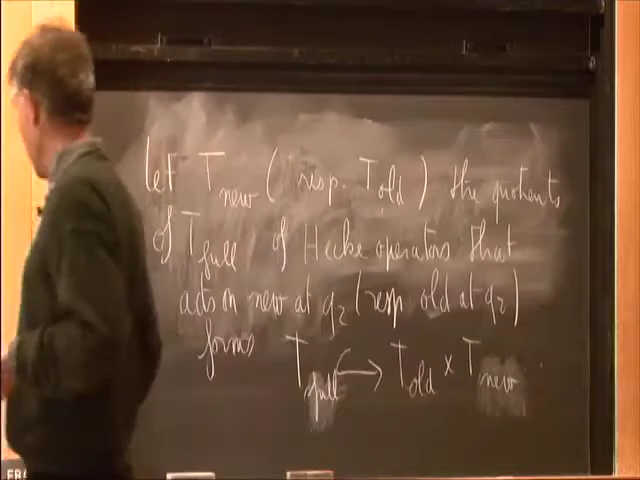 let T_new (resp. T_old) the quotients
of T_full of Hecke operators that
acts on new at q_2 (resp old at q_2)
forms T_full ↪ T_old × T_new